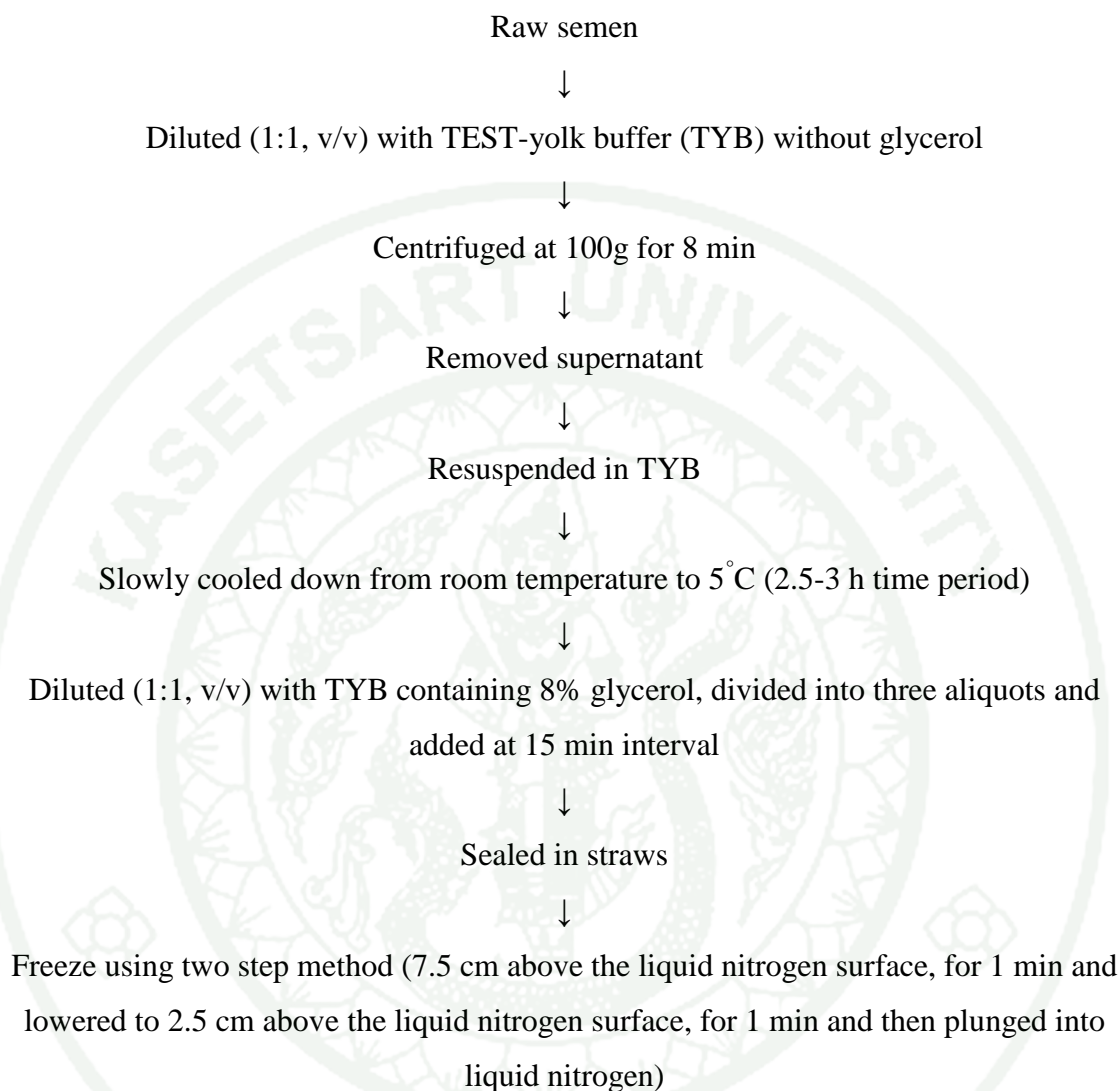 Raw semen
↓
Diluted (1:1, v/v) with TEST-yolk buffer (TYB) without glycerol
↓
Centrifuged at 100g for 8 min
↓
Removed supernatant
↓
Resuspended in TYB
↓
Slowly cooled down from room temperature to 5°C (2.5-3 h time period)
↓
Diluted (1:1, v/v) with TYB containing 8% glycerol, divided into three aliquots and
added at 15 min interval
↓
Sealed in straws
↓
Freeze using two step method (7.5 cm above the liquid nitrogen surface, for 1 min and
lowered to 2.5 cm above the liquid nitrogen surface, for 1 min and then plunged into
liquid nitrogen)
KASETSART UNIVERSITY